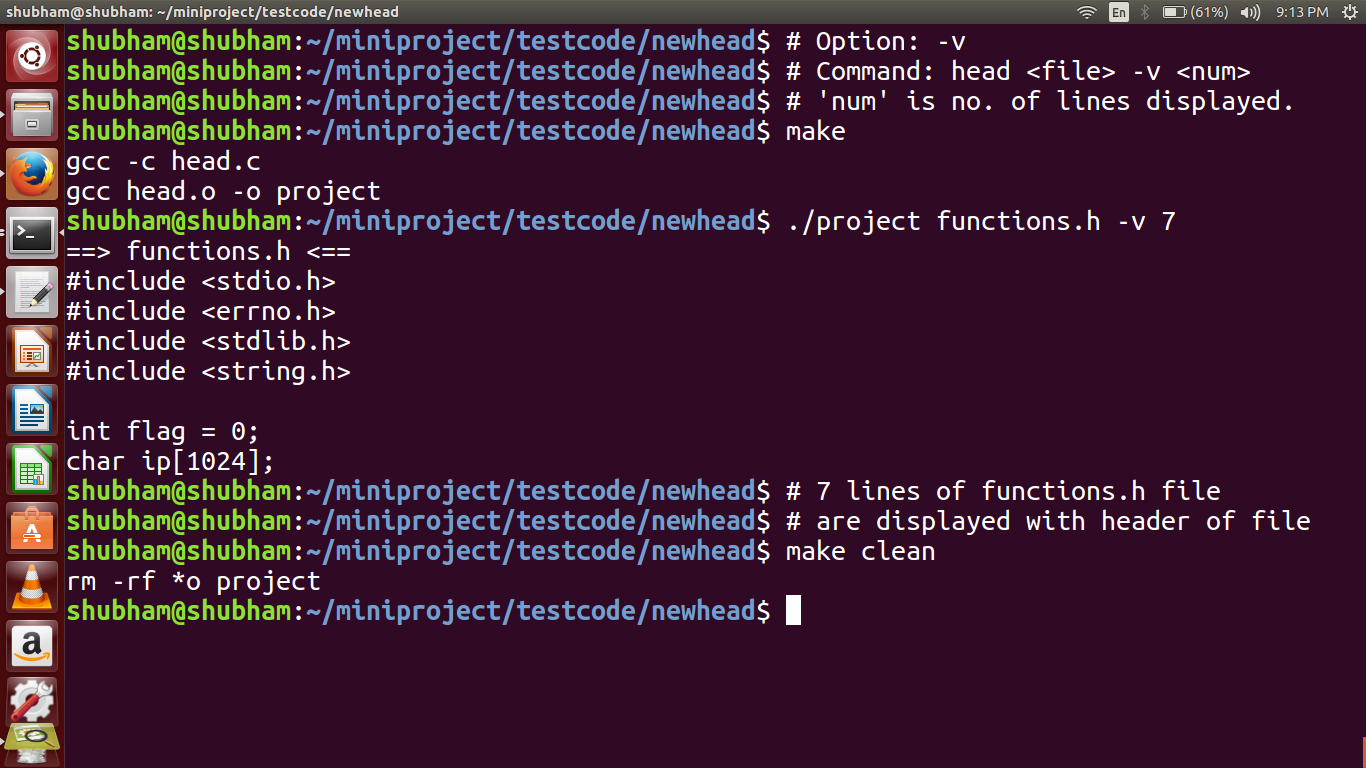 shubham@shubham: ~/miniproject/testcode/newhead En (61%) 9:13 PM
shubham@shubham:~/miniproject/testcode/newhead$ # Option: -v
shubham@shubham:~/miniproject/testcode/newhead$ # Command: head <file> -v <num>
shubham@shubham:~/miniproject/testcode/newhead$ # 'num' is no. of lines displayed.
shubham@shubham:~/miniproject/testcode/newhead$ make
gcc -c head.c
gcc head.o -o project
shubham@shubham:~/miniproject/testcode/newhead$ ./project functions.h -v 7
==> functions.h <==
#include <stdio.h>
#include <errno.h>
#include <stdlib.h>
#include <string.h>

int flag = 0;
char ip[1024];
shubham@shubham:~/miniproject/testcode/newhead$ # 7 lines of functions.h file
shubham@shubham:~/miniproject/testcode/newhead$ # are displayed with header of file
shubham@shubham:~/miniproject/testcode/newhead$ make clean
rm -rf *o project
shubham@shubham:~/miniproject/testcode/newhead$